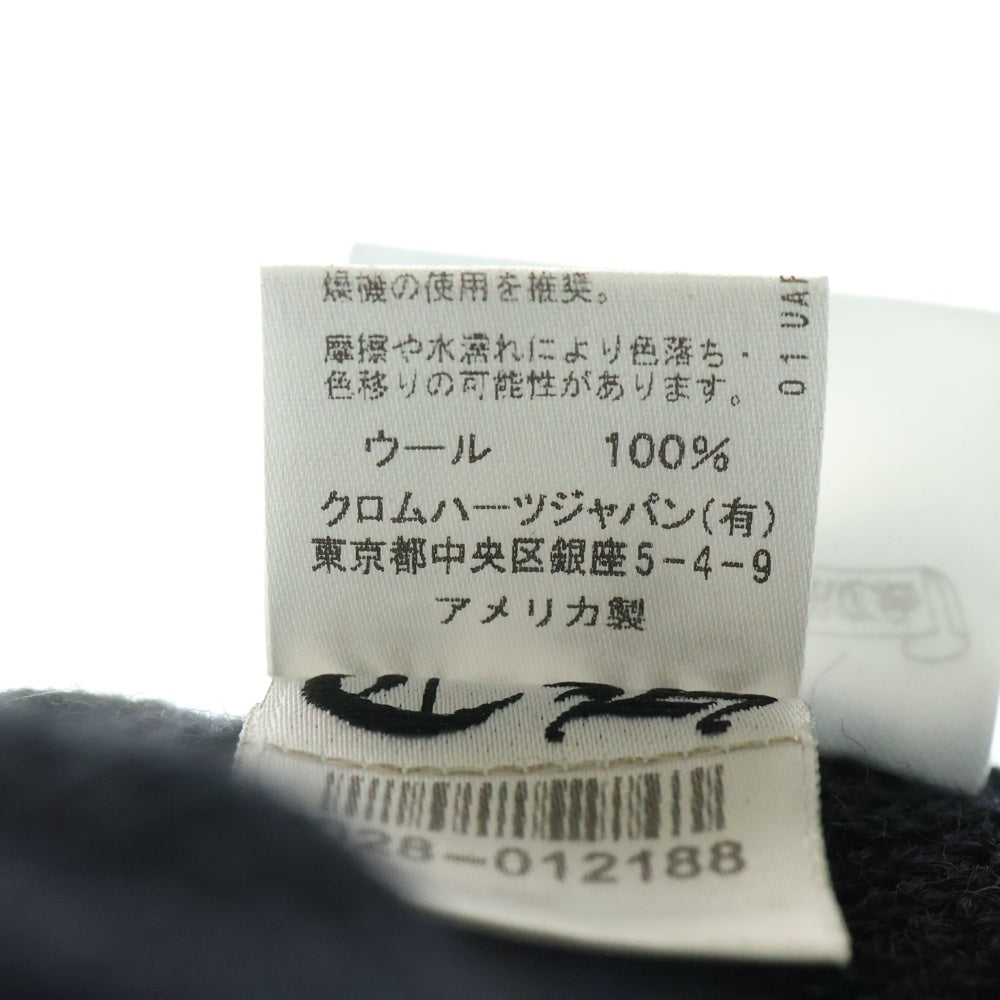 燥磯の使用を推奨。
摩擦や水濡れにより色落ち・
色移りの可能性があります。
ウール 100%
クロムハーツジャパン(有)
東京都中央区銀座5-4-9
アメリカ製
01 UAF
28-012188